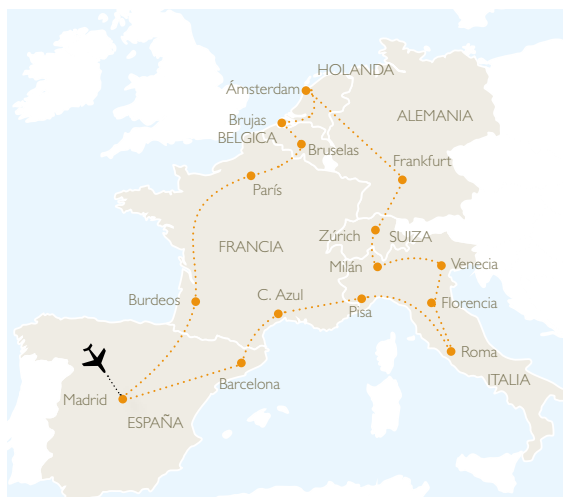 HOLANDA
Ámsterdam
ALEMANIA
Brujas
BELGICA
Bruselas
Frankfurt
París
Zúrich
SUIZA
FRANCIA
Milán
Venecia
Burdeos
C. Azul
Pisa
Florencia
Roma
Barcelona
ITALIA
Madrid
ESPAÑA